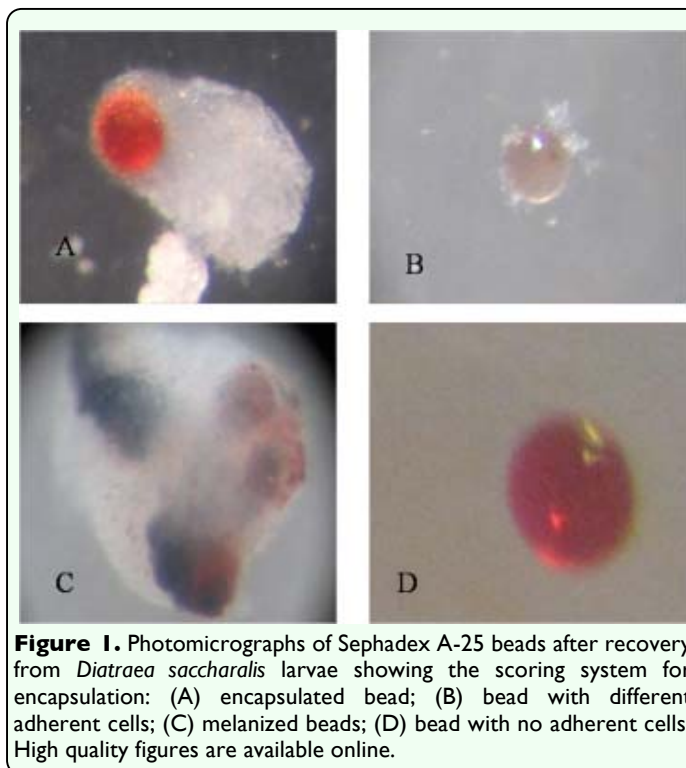 A
B
C
D
Figure 1. Photomicrographs of Sephadex A-25 beads after recovery
from Diatraea saccharalis larvae showing the scoring system for
encapsulation: (A) encapsulated bead; (B) bead with different
adherent cells; (C) melanized beads; (D) bead with no adherent cells
High quality figures are available online.